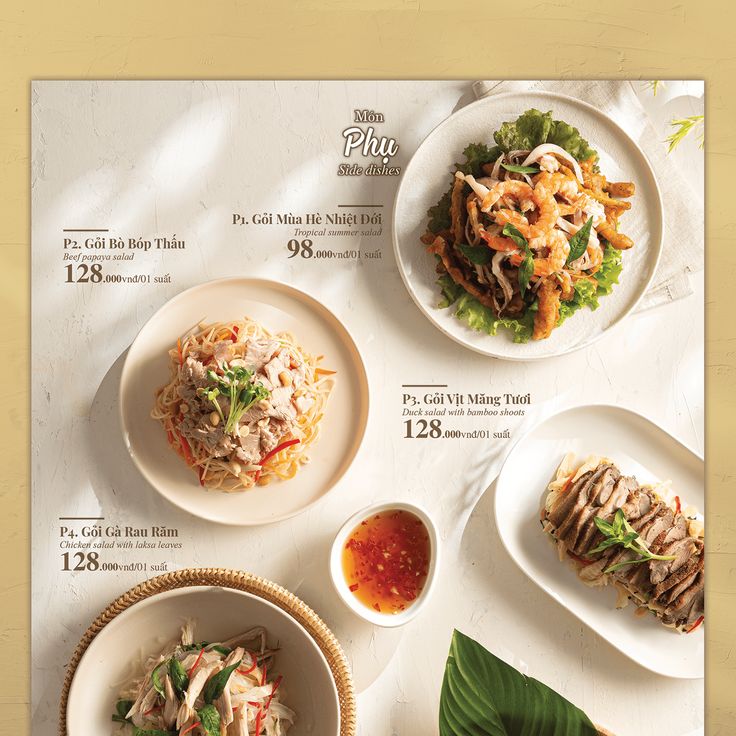 Món
Phụ
Side dishes
P1. Gỏi Mùa Hè Nhiệt Đới
Tropical summer salad
98.000vnđ/01 suất
P2. Gỏi Bò Bóp Thấu
Beef papaya salad
128.000vnđ/01 suất
P3. Gỏi Vịt Măng Tươi
Duck salad with bamboo shoots
128.000vnđ/01 suất
P4. Gỏi Gà Rau Răm
Chicken salad with laksa leaves
128.000vnđ/01 suất